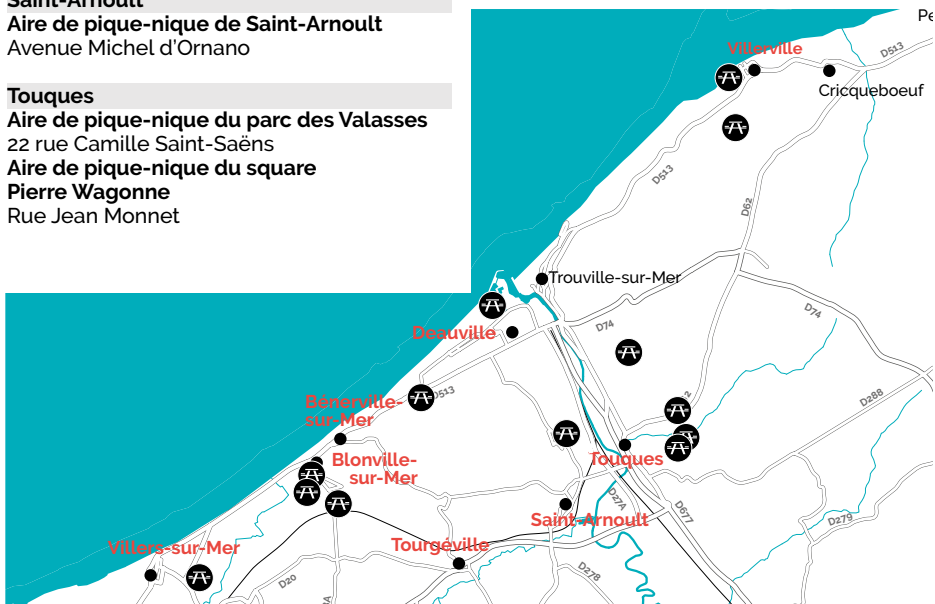 Saint-Arnoult
Aire de pique-nique de Saint-Arnoult
Avenue Michel d'Ornano
Touques
Aire de pique-nique du parc des Valasses
22 rue Camille Saint-Saëns
Aire de pique-nique du square
Pierre Wagonne
Rue Jean Monnet
Pe
Villerville
D513
Cricqueboeuf
D513
D62
Trouville-sur-Mer
D74
D74
Deauville
D513
D288
Bénerville-
sur-Mer
Blonville-
sur-Mer
Touques
D27A
D677
Saint-Arnoult
D279
Villers-sur-Mer
Tourgéville
D20
D278